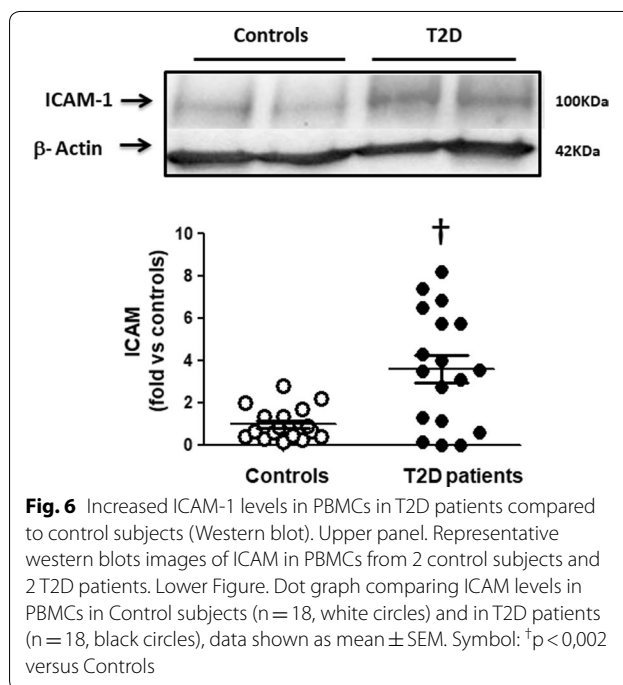 Controls T2D
ICAM-1 → 100KDa
β- Actin → 42KDa
†
10
8
6
4
2
0
ICAM
(fold vs controls)
Controls T2D patients
Fig. 6 Increased ICAM-1 levels in PBMCs in T2D patients compared
to control subjects (Western blot). Upper panel. Representative
western blots images of ICAM in PBMCs from 2 control subjects and
2 T2D patients. Lower Figure. Dot graph comparing ICAM levels in
PBMCs in Control subjects (n = 18, white circles) and in T2D patients
(n = 18, black circles), data shown as mean ± SEM. Symbol: †p < 0,002
versus Controls